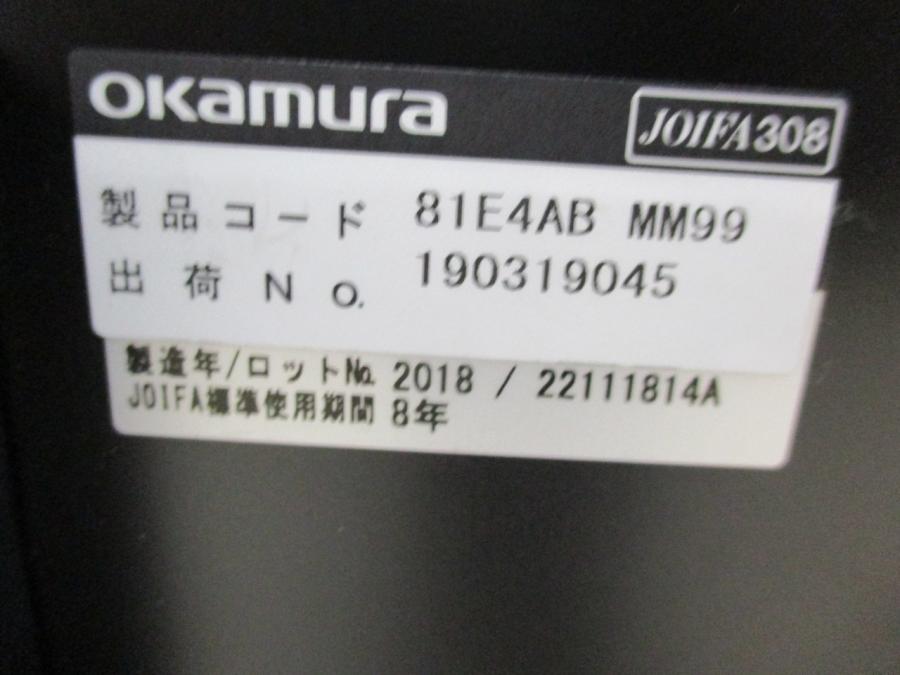 okamura
JOIFA308
製品コード 81E4AB MM99
出荷No. 190319045
製造年/ロット№ 2018 / 22111814A
JOIFA標準使用期間 8年